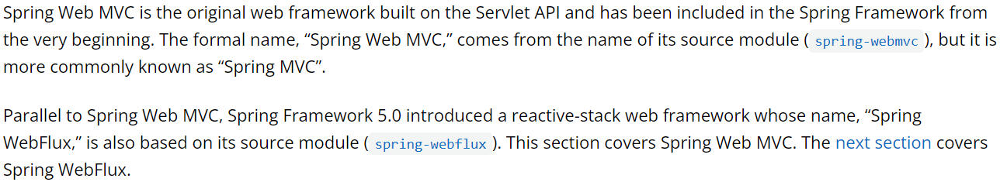 Spring Web MVC is the original web framework built on the Servlet API and has been included in the Spring Framework from
the very beginning. The formal name, “Spring Web MVC,” comes from the name of its source module ( spring-webmvc ), but it is
more commonly known as “Spring MVC”.
Parallel to Spring Web MVC, Spring Framework 5.0 introduced a reactive-stack web framework whose name, “Spring
WebFlux,” is also based on its source module ( spring-webflux ). This section covers Spring Web MVC. The next section covers
Spring WebFlux.